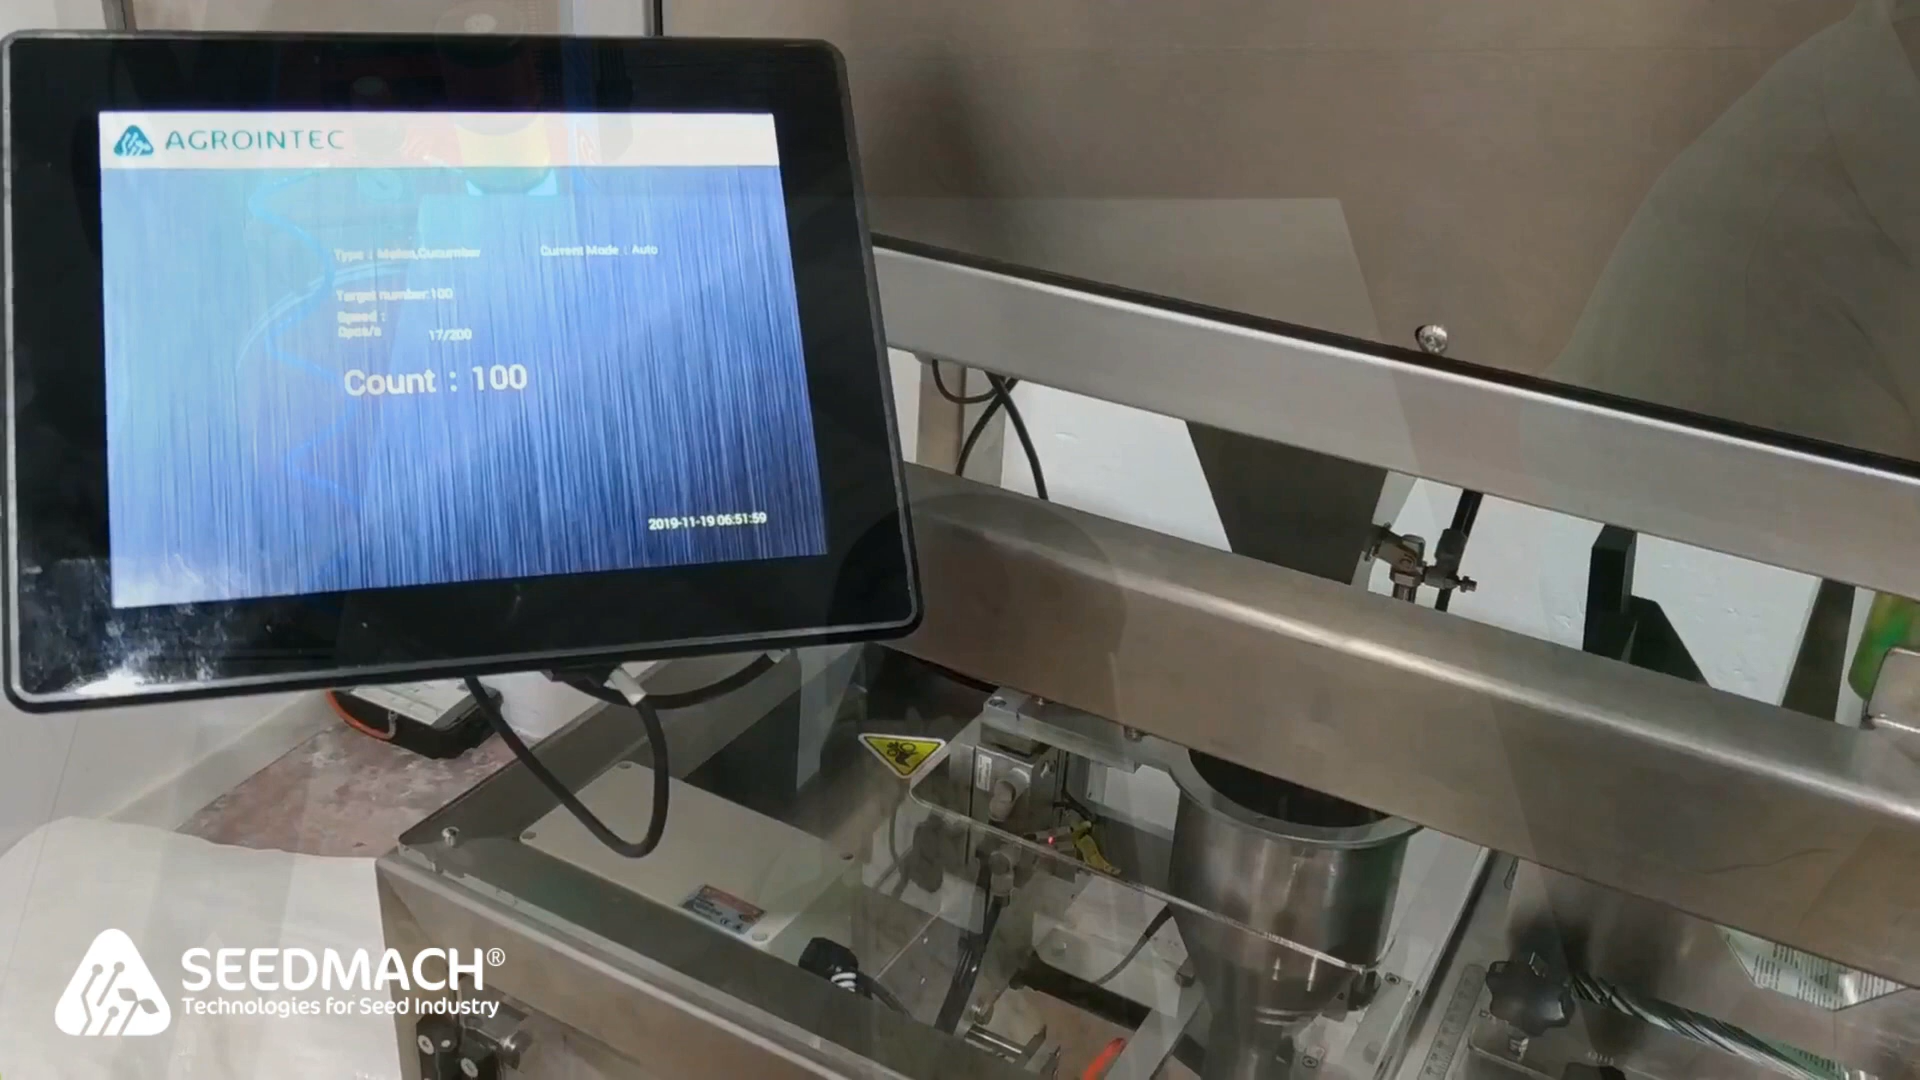 AGROINTEC
Type : Melon,Cucumber
Current Mode : Auto
Target number:100
Speed :
0pcs/s
17/200
Count : 100
2019-11-19 06:51:59
SEEDMACH®
Technologies for Seed Industry